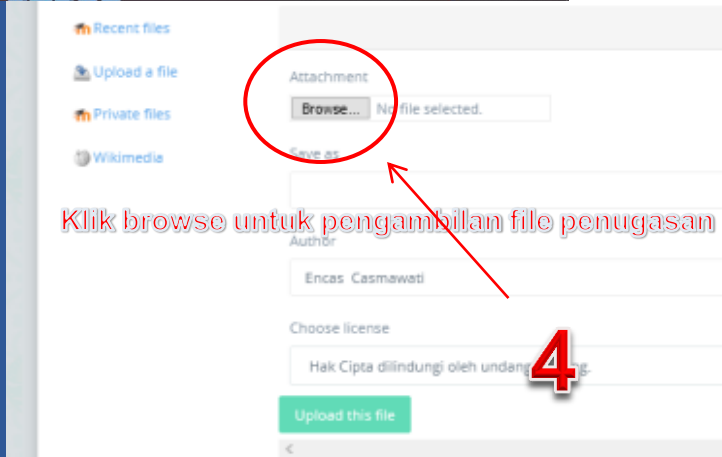 Recent files
Upload a file
Private files
Wikimedia
Attachment
Browse... No file selected.
Save as
Klik browse untuk pengambilan file penugasan
Author
Encas Casmawati
Choose license
Hak Cipta dilindungi oleh undang
4
Upload this file